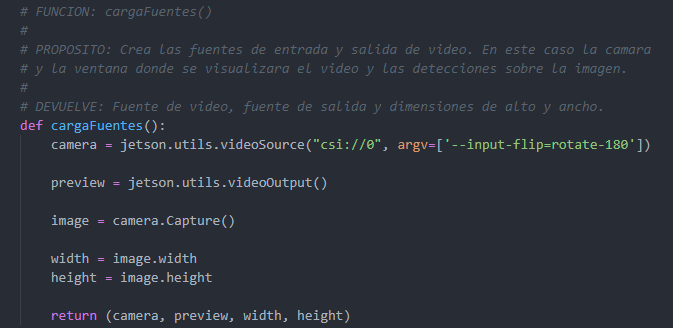 # FUNCION: cargaFuentes()
#
# PROPOSITO: Crea las fuentes de entrada y salida de video. En este caso la camara
# y la ventana donde se visualizara el video y las detecciones sobre la imagen.
#
# DEVUELVE: Fuente de video, fuente de salida y dimensiones de alto y ancho.
def cargaFuentes():
    camera = jetson.utils.videoSource("csi://0", argv=['--input-flip=rotate-180'])
    preview = jetson.utils.videoOutput()
    image = camera.Capture()
    width = image.width
    height = image.height
    return (camera, preview, width, height)